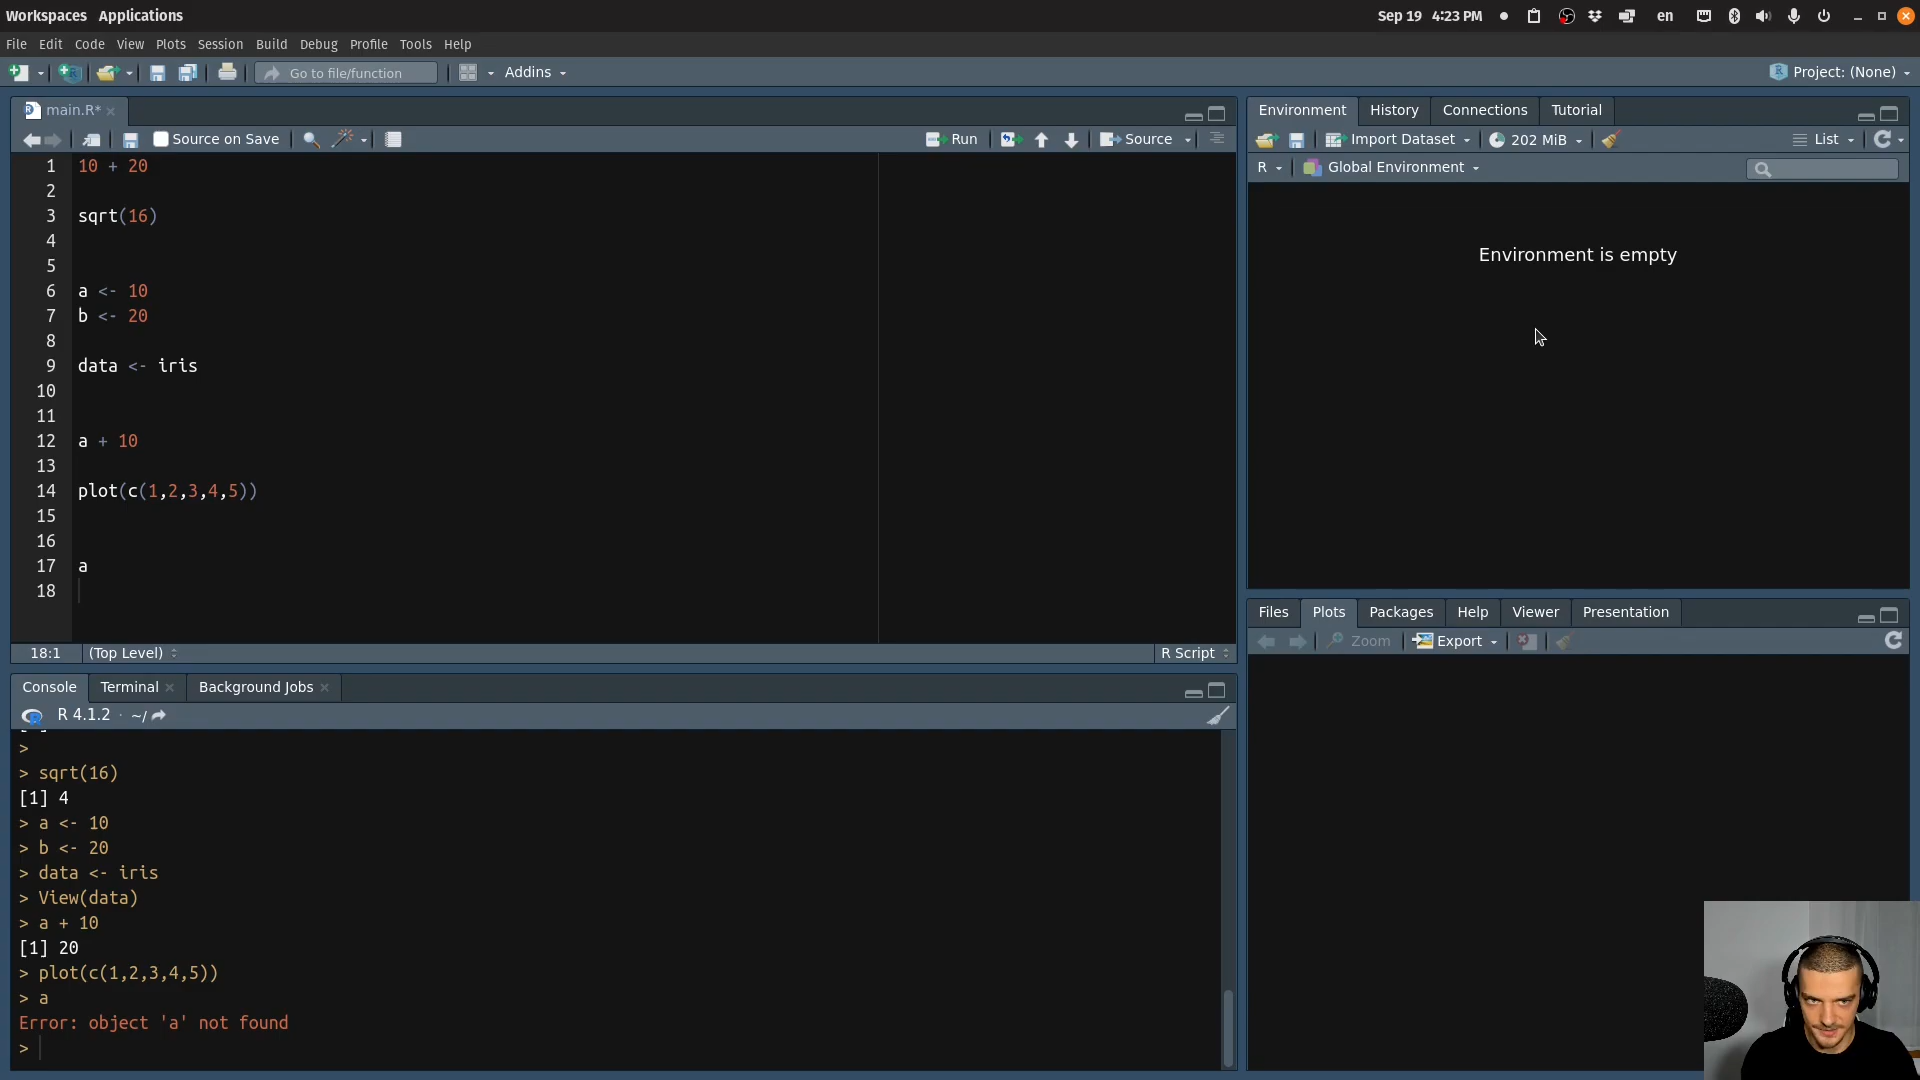 Workspaces Applications
Sep 19 4:23 PM en
File Edit Code View Plots Session Build Debug Profile Tools Help
Go to file/function Addins Project: (None)
main.R*
Source on Save Run Source
1 10 + 20
2
3 sqrt(16)
4
5
6 a <- 10
7 b <- 20
8
9 data <- iris
10
11
12 a + 10
13
14 plot(c(1,2,3,4,5))
15
16
17 a
18
18:1 (Top Level) R Script
Console Terminal Background Jobs
R 4.1.2 · ~/
>
> sqrt(16)
[1] 4
> a <- 10
> b <- 20
> data <- iris
> View(data)
> a + 10
[1] 20
> plot(c(1,2,3,4,5))
> a
Error: object 'a' not found
>
Environment History Connections Tutorial
Import Dataset 202 MiB List
R Global Environment
Environment is empty
Files Plots Packages Help Viewer Presentation
Zoom Export